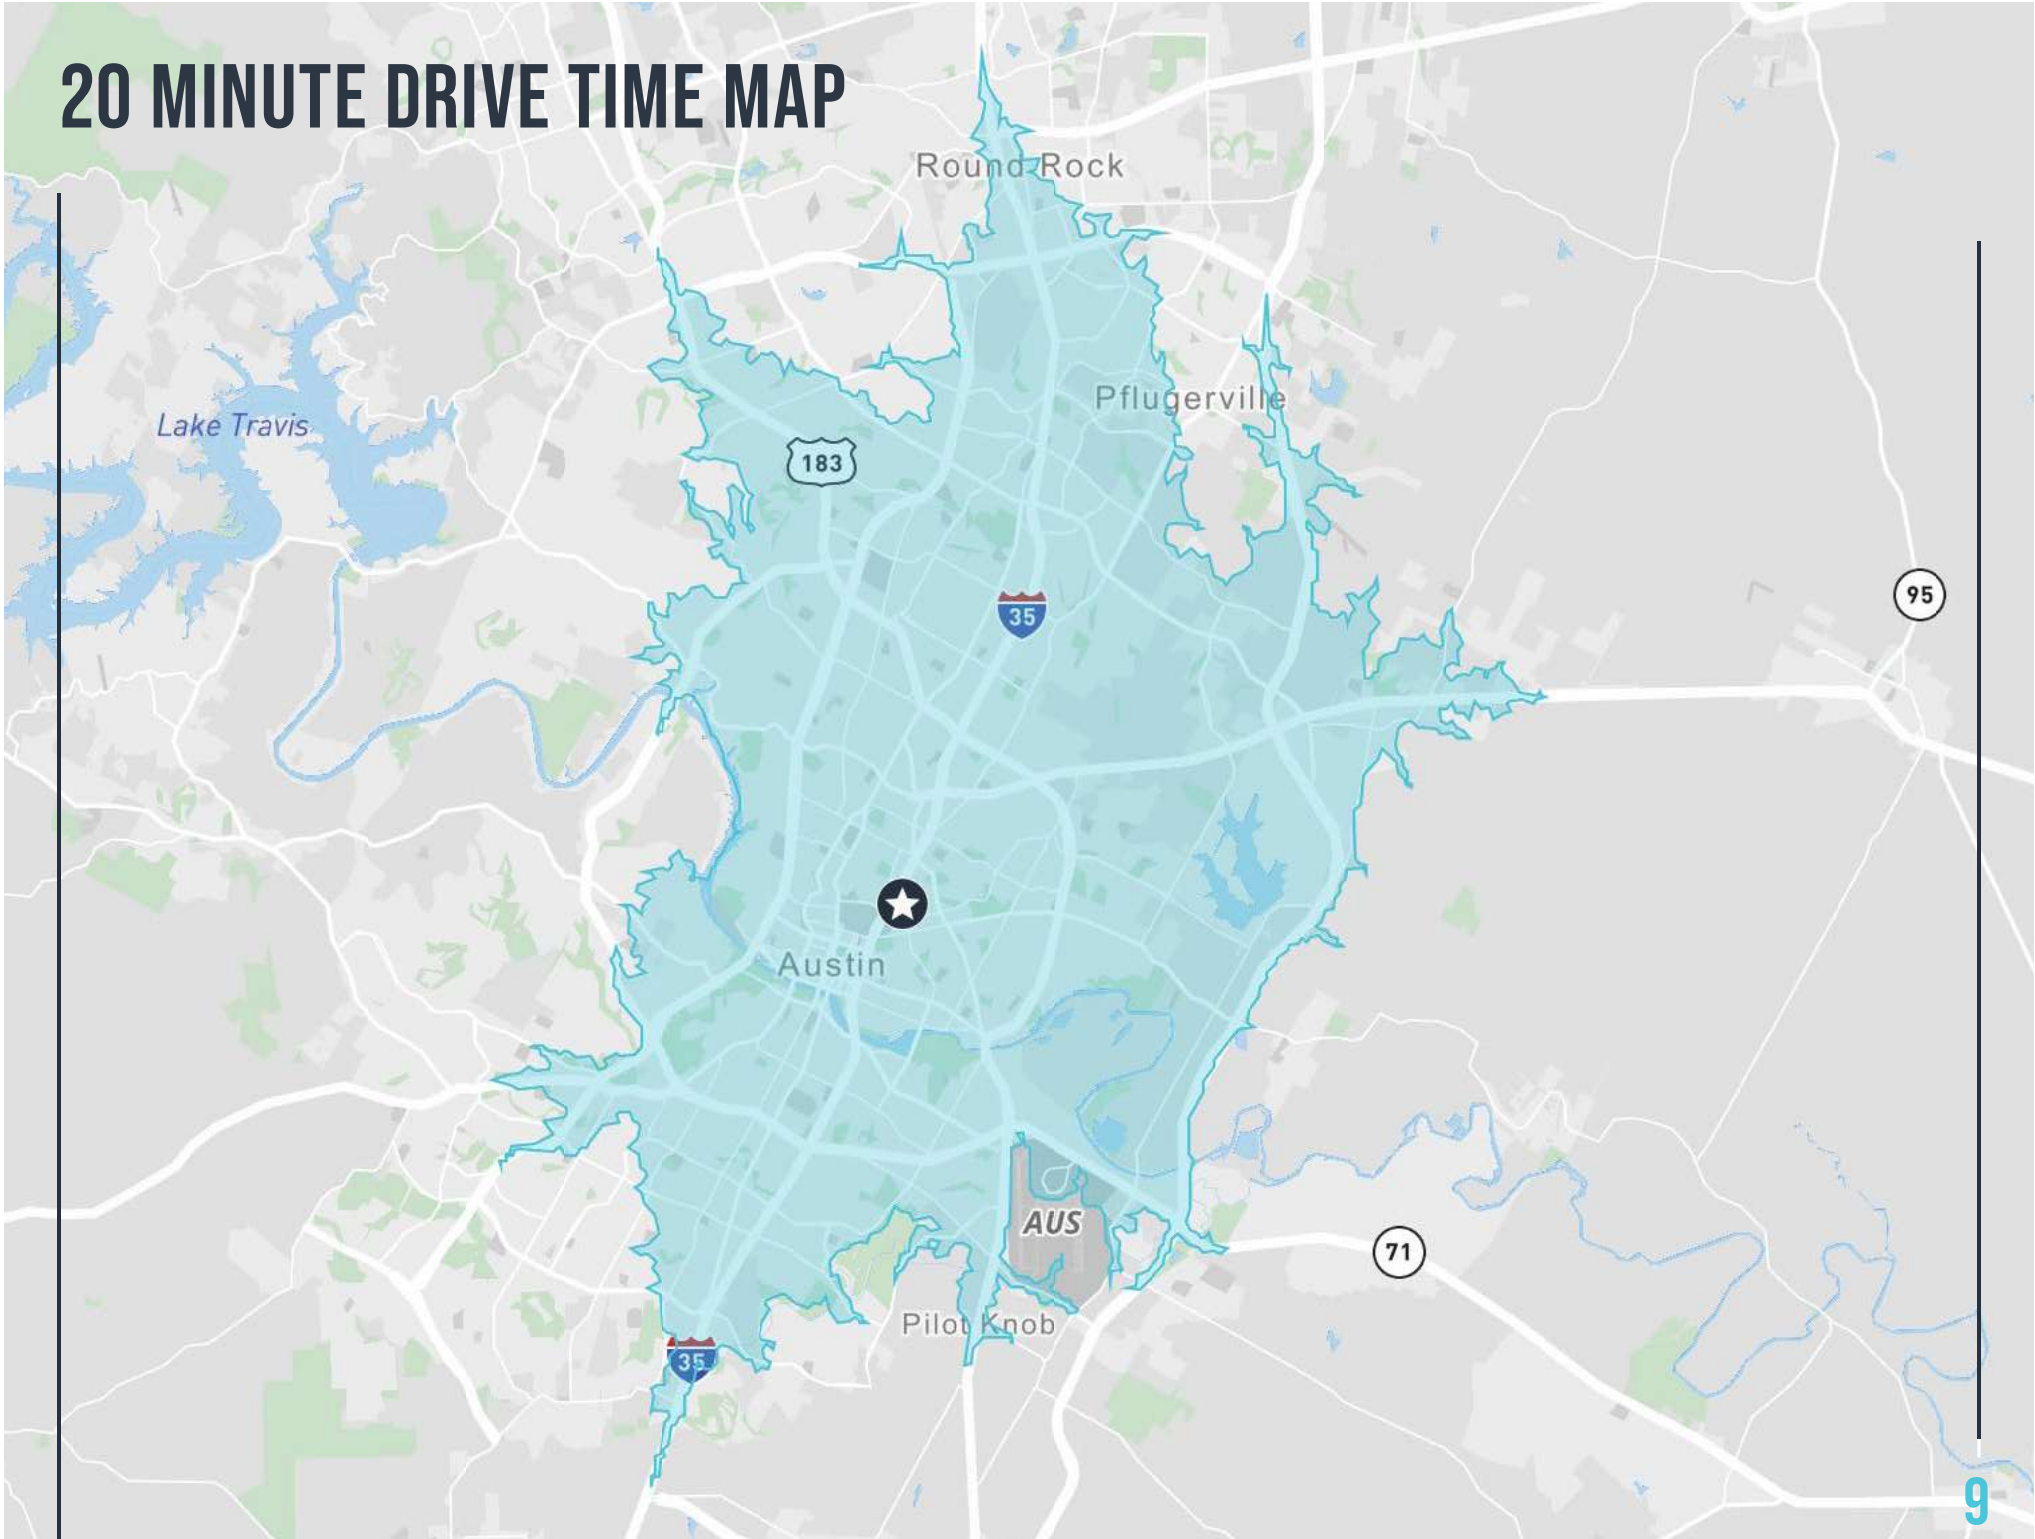 20 MINUTE DRIVE TIME MAP
Round Rock
Pflugerville
Lake Travis
183
35
95
Austin
AUS
71
Pilot Knob
35
9